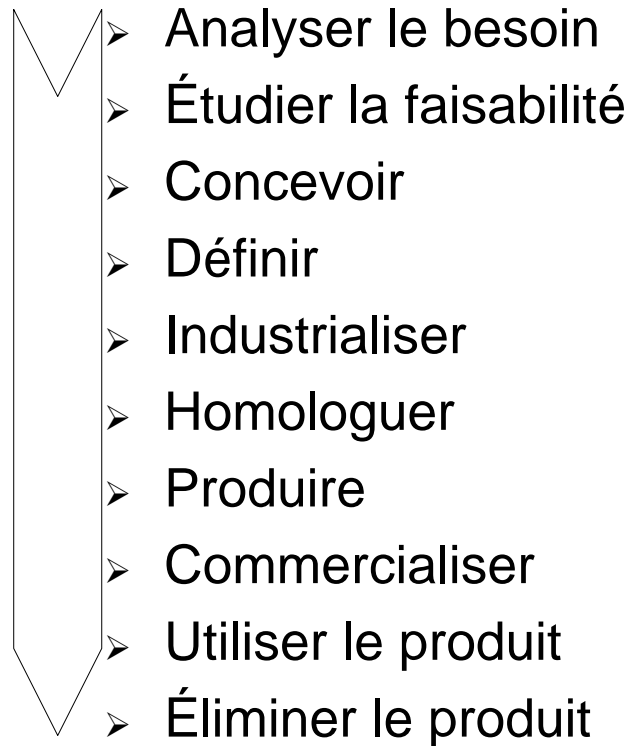 ➢ Analyser le besoin
➢ Étudier la faisabilité
➢ Concevoir
➢ Définir
➢ Industrialiser
➢ Homologuer
➢ Produire
➢ Commercialiser
➢ Utiliser le produit
➢ Éliminer le produit